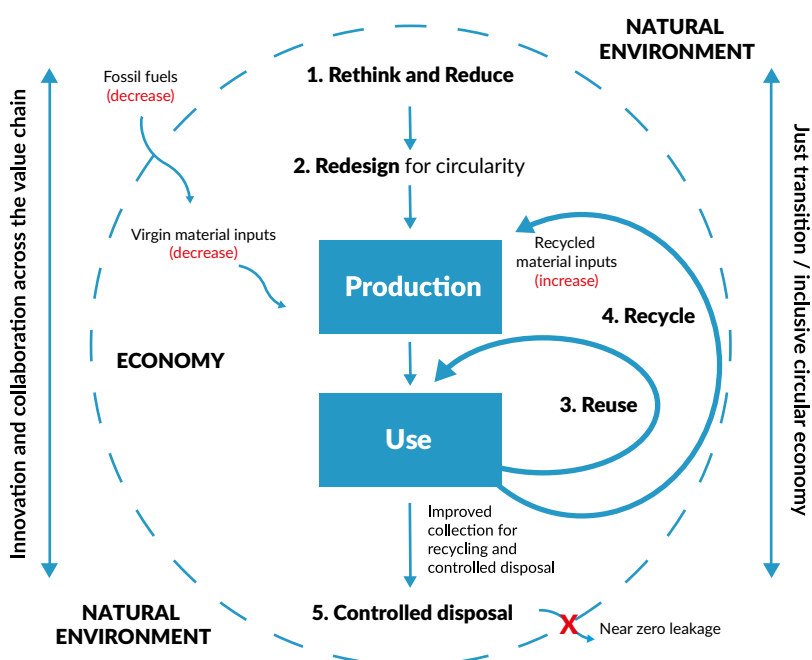 NATURAL
ENVIRONMENT
Innovation and collaboration across the value chain
Just transition / inclusive circular economy
Fossil fuels
(decrease)
1. Rethink and Reduce
2. Redesign for circularity
Virgin material inputs
(decrease)
Production
Recycled
material inputs
(increase)
4. Recycle
ECONOMY
3. Reuse
Use
Improved
collection for
recycling and
controlled disposal
NATURAL
ENVIRONMENT
5. Controlled disposal
X
Near zero leakage